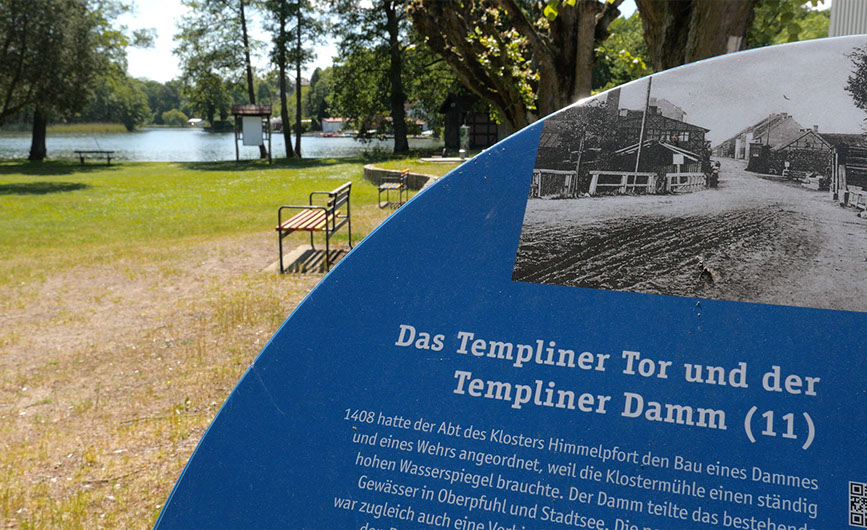 Das Templiner Tor und der
Templiner Damm (11)
1408 hatte der Abt des Klosters Himmelpfort den Bau eines Dammes
und eines Wehrs angeordnet, weil die Klostermühle einen ständig
hohen Wasserspiegel brauchte. Der Damm teilte das bestehende
Gewässer in Oberpfuhl und Stadtsee. Die
war zugleich auch eine